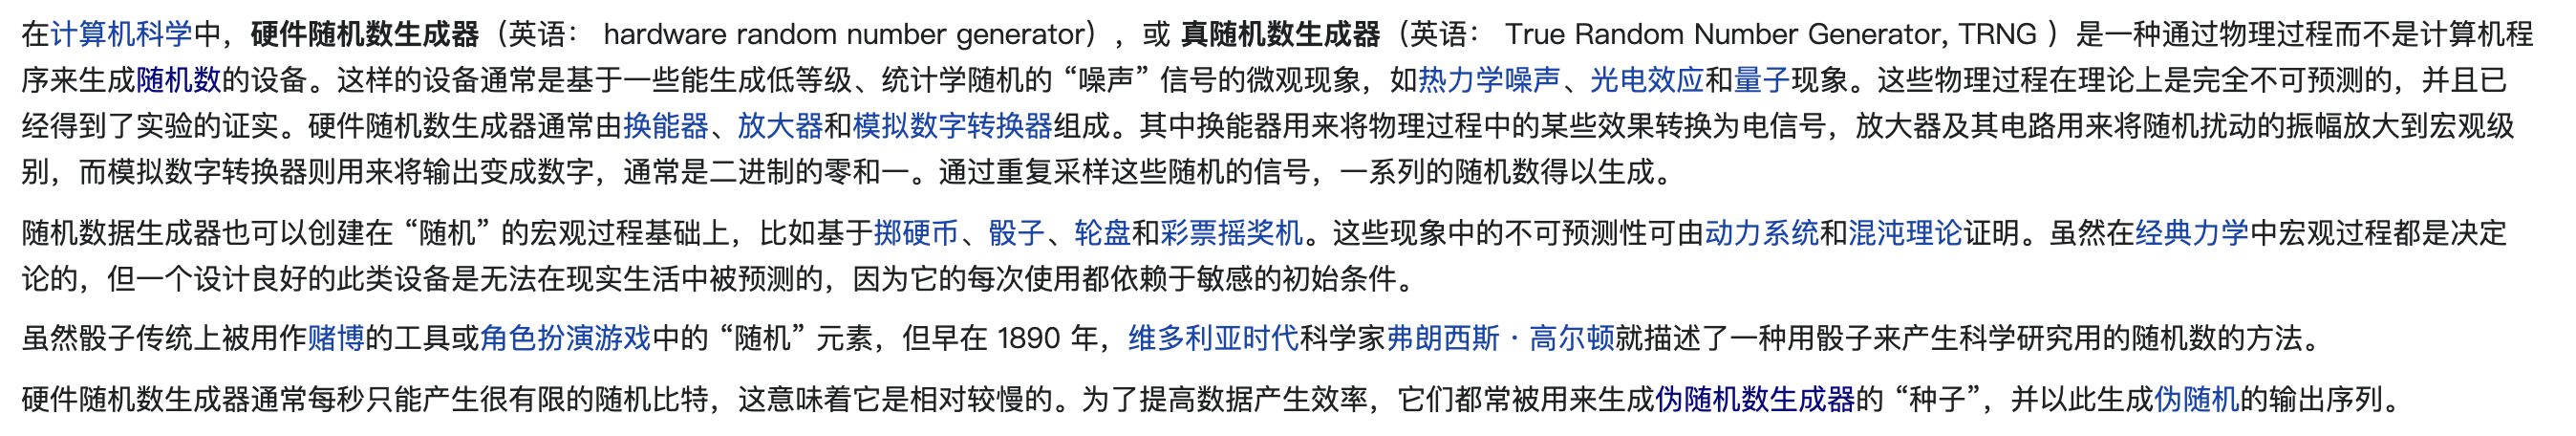 在计算机科学中，硬件随机数生成器（英语： hardware random number generator），或 真随机数生成器（英语： True Random Number Generator, TRNG ）是一种通过物理过程而不是计算机程
序来生成随机数的设备。这样的设备通常是基于一些能生成低等级、统计学随机的 “噪声” 信号的微观现象，如热力学噪声、光电效应和量子现象。这些物理过程在理论上是完全不可预测的，并且已
经得到了实验的证实。硬件随机数生成器通常由换能器、放大器和模拟数字转换器组成。其中换能器用来将物理过程中的某些效果转换为电信号，放大器及其电路用来将随机扰动的振幅放大到宏观级
别，而模拟数字转换器则用来将输出变成数字，通常是二进制的零和一。通过重复采样这些随机的信号，一系列的随机数得以生成。
随机数据生成器也可以创建在 “随机” 的宏观过程基础上，比如基于掷硬币、骰子、轮盘和彩票摇奖机。这些现象中的不可预测性可由动力系统和混沌理论证明。虽然在经典力学中宏观过程都是决定
论的，但一个设计良好的此类设备是无法在现实生活中被预测的，因为它的每次使用都依赖于敏感的初始条件。
虽然骰子传统上被用作赌博的工具或角色扮演游戏中的 “随机” 元素，但早在 1890 年，维多利亚时代科学家弗朗西斯・高尔顿就描述了一种用骰子来产生科学研究用的随机数的方法。
硬件随机数生成器通常每秒只能产生很有限的随机比特，这意味着它是相对较慢的。为了提高数据产生效率，它们都常被用来生成伪随机数生成器的 “种子”，并以此生成伪随机的输出序列。